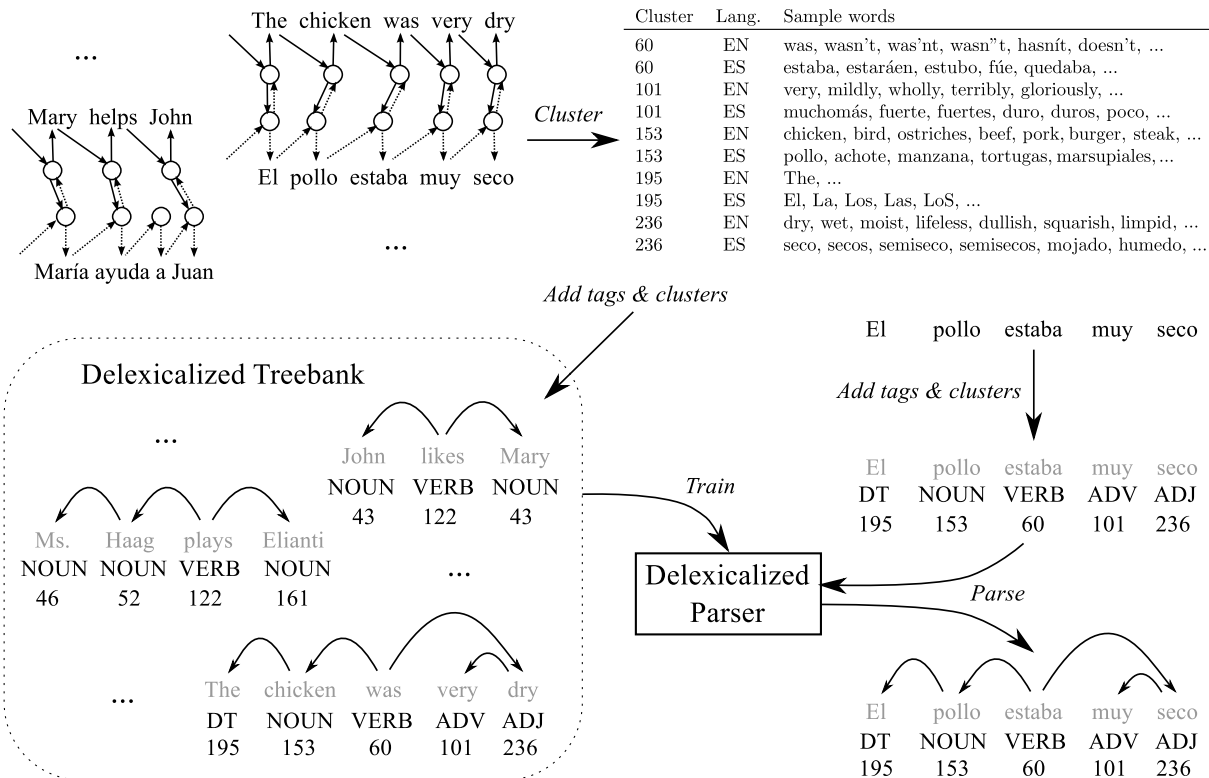 The chicken was very dry
...
Mary helps John
El pollo estaba muy seco
María ayuda a Juan
...
Cluster
Cluster Lang. Sample words
60 EN was, wasn't, was'nt, wasn"t, hasnít, doesn't, ...
60 ES estaba, estaráen, estubo, fúe, quedaba, ...
101 EN very, mildly, wholly, terribly, gloriously, ...
101 ES muchomás, fuerte, fuertes, duro, duros, poco, ...
153 EN chicken, bird, ostriches, beef, pork, burger, steak, ...
153 ES pollo, achote, manzana, tortugas, marsupiales, ...
195 EN The, ...
195 ES El, La, Los, Las, LoS, ...
236 EN dry, wet, moist, lifeless, dullish, squarish, limpid, ...
236 ES seco, secos, semiseco, semisecos, mojado, humedo, ...
Add tags & clusters
Delexicalized Treebank
...
John likes Mary
NOUN VERB NOUN
43 122 43
Ms. Haag plays Elianti
NOUN NOUN VERB NOUN
46 52 122 161
...
...
The chicken was very dry
DT NOUN VERB ADV ADJ
195 153 60 101 236
Train
Delexicalized
Parser
El pollo estaba muy seco
Add tags & clusters
El pollo estaba muy seco
DT NOUN VERB ADV ADJ
195 153 60 101 236
Parse
El pollo estaba muy seco
DT NOUN VERB ADV ADJ
195 153 60 101 236